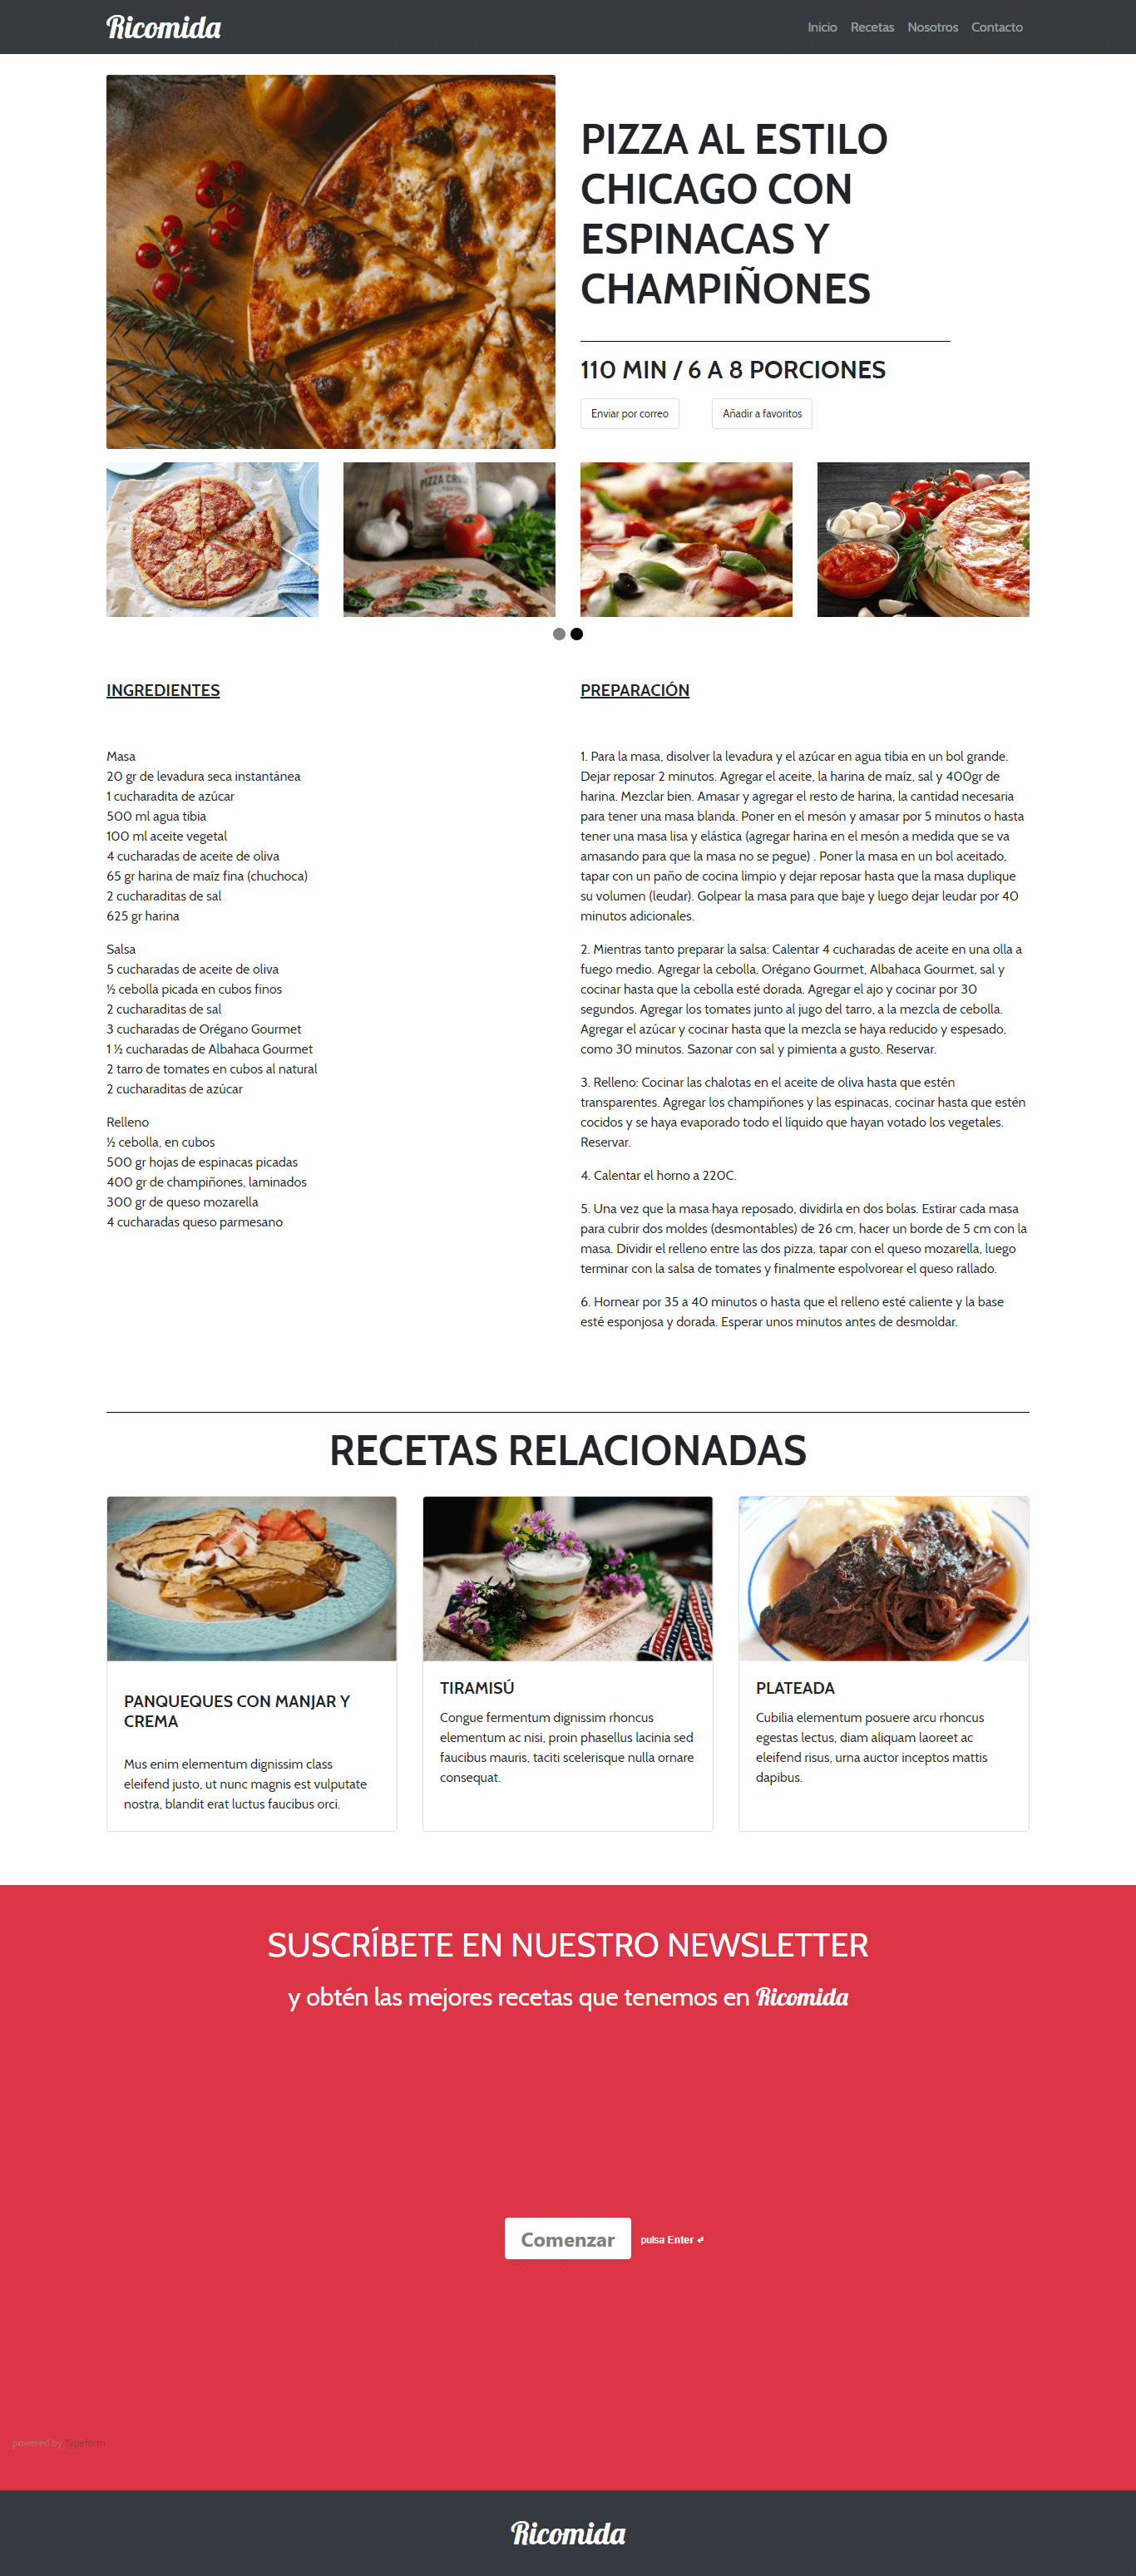 Ricomida
Inicio Recetas Nosotros Contacto
PIZZA AL ESTILO
CHICAGO CON
ESPINACAS Y
CHAMPIÑONES
110 MIN / 6 A 8 PORCIONES
Enviar por correo
Añadir a favoritos
PIZZA
INGREDIENTES
Masa
20 gr de levadura seca instantánea
1 cucharadita de azúcar
500 ml agua tibia
100 ml aceite vegetal
4 cucharadas de aceite de oliva
65 gr harina de maíz fina (chuchoca)
2 cucharaditas de sal
625 gr harina
Salsa
5 cucharadas de aceite de oliva
½ cebolla picada en cubos finos
2 cucharaditas de sal
3 cucharadas de Orégano Gourmet
1 ½ cucharadas de Albahaca Gourmet
2 tarro de tomates en cubos al natural
2 cucharaditas de azúcar
Relleno
½ cebolla, en cubos
500 gr hojas de espinacas picadas
400 gr de champiñones, laminados
300 gr de queso mozarella
4 cucharadas queso parmesano
PREPARACIÓN
1. Para la masa, disolver la levadura y el azúcar en agua tibia en un bol grande.
Dejar reposar 2 minutos. Agregar el aceite, la harina de maíz, sal y 400gr de
harina. Mezclar bien. Amasar y agregar el resto de harina, la cantidad necesaria
para tener una masa blanda. Poner en el mesón y amasar por 5 minutos o hasta
tener una masa lisa y elástica (agregar harina en el mesón a medida que se va
amasando para que la masa no se pegue) . Poner la masa en un bol aceitado,
tapar con un paño de cocina limpio y dejar reposar hasta que la masa duplique
su volumen (leudar). Golpear la masa para que baje y luego dejar leudar por 40
minutos adicionales.
2. Mientras tanto preparar la salsa: Calentar 4 cucharadas de aceite en una olla a
fuego medio. Agregar la cebolla, Orégano Gourmet, Albahaca Gourmet, sal y
cocinar hasta que la cebolla esté dorada. Agregar el ajo y cocinar por 30
segundos. Agregar los tomates junto al jugo del tarro, a la mezcla de cebolla.
Agregar el azúcar y cocinar hasta que la mezcla se haya reducido y espesado,
como 30 minutos. Sazonar con sal y pimienta a gusto. Reservar.
3. Relleno: Cocinar las chalotas en el aceite de oliva hasta que estén
transparentes. Agregar los champiñones y las espinacas, cocinar hasta que estén
cocidos y se haya evaporado todo el líquido que hayan votado los vegetales.
Reservar.
4. Calentar el horno a 220C.
5. Una vez que la masa haya reposado, dividirla en dos bolas. Estirar cada masa
para cubrir dos moldes (desmontables) de 26 cm, hacer un borde de 5 cm con la
masa. Dividir el relleno entre las dos pizza, tapar con el queso mozarella, luego
terminar con la salsa de tomates y finalmente espolvorear el queso rallado.
6. Hornear por 35 a 40 minutos o hasta que el relleno esté caliente y la base
esté esponjosa y dorada. Esperar unos minutos antes de desmoldar.
RECETAS RELACIONADAS
PANQUEQUES CON MANJAR Y
CREMA
Mus enim elementum dignissim class
eleifend justo, ut nunc magnis est vulputate
nostra, blandit erat luctus faucibus orci.
TIRAMISÚ
Congue fermentum dignissim rhoncus
elementum ac nisi, proin phasellus lacinia sed
faucibus mauris, taciti scelerisque nulla ornare
consequat.
PLATEADA
Cubilia elementum posuere arcu rhoncus
egestas lectus, diam aliquam laoreet ac
eleifend risus, urna auctor inceptos mattis
dapibus.
SUSCRÍBETE EN NUESTRO NEWSLETTER
y obtén las mejores recetas que tenemos en Ricomida
Comenzar
pulsa Enter ↵
powered by Typeform
Ricomida